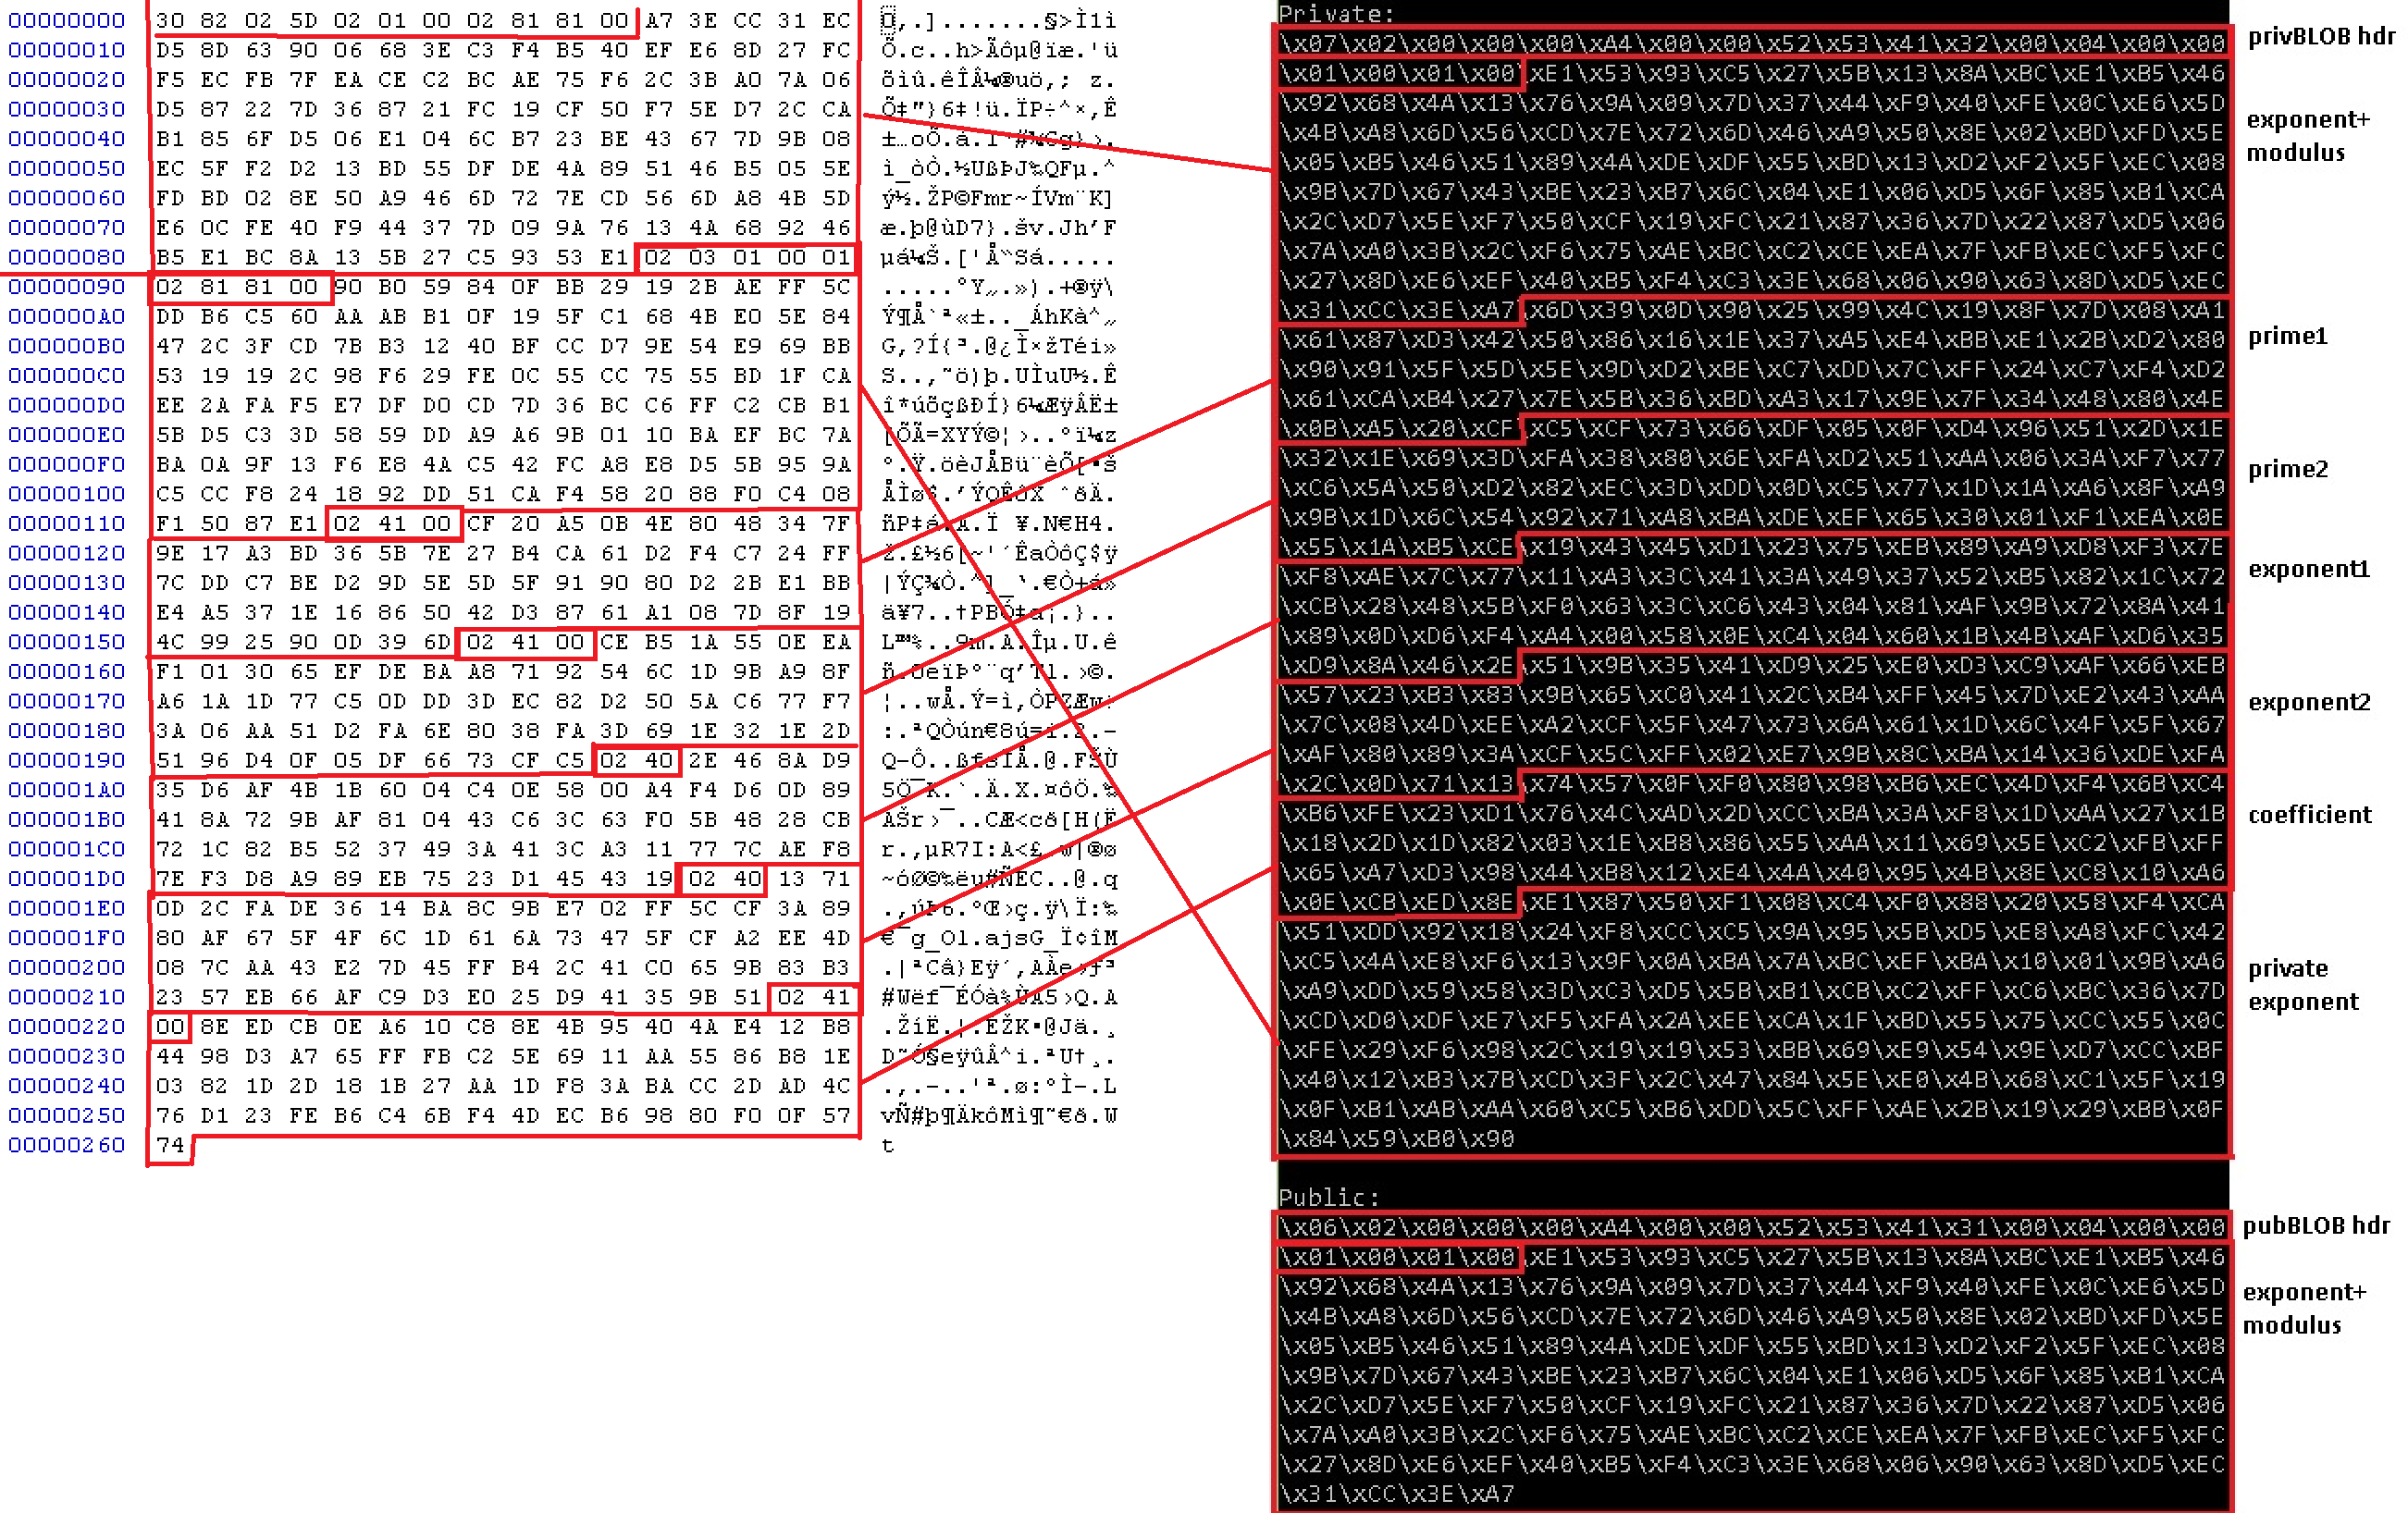 00000000 30 82 02 5D 02 01 00 02 81 81 00 A7 3E CC 31 EC 0,.].......§>Ì1ì
00000010 D5 8D 63 90 06 68 3E C3 F4 B5 40 EF E6 8D 27 FC Õ.c..h>Ãôµ@ïæ.'ü
00000020 F5 EC FB 7F EA CE C2 BC AE 75 F6 2C 3B A0 7A 06 õìû.êÎÂ¼®uö,; z.
00000030 D5 87 22 7D 36 87 21 FC 19 CF 50 F7 5E D7 2C CA Õ‡"}6‡!ü.ÏP÷^×,Ê
00000040 B1 85 6F D5 06 E1 04 6C B7 23 BE 43 67 7D 9B 08
00000050 EC 5F F2 D2 13 BD 55 DF DE 4A 89 51 46 B5 05 5E ì_òÒ.½UßÞJ‰QFµ.^
00000060 FD BD 02 8E 50 A9 46 6D 72 7E CD 56 6D A8 4B 5D ý½.ŽP©Fmr~ÍVm¨K]
00000070 E6 0C FE 40 F9 44 37 7D 09 9A 76 13 4A 68 92 46 æ.þ@ùD7}.šv.Jh’F
00000080 B5 E1 BC 8A 13 5B 27 C5 93 53 E1 02 03 01 00 01 µá¼Š.['Å“Sá.....
00000090 02 81 81 00 90 B0 59 84 0F BB 29 19 2B AE FF 5C .....°Y„.»).+®ÿ\
000000A0 DD B6 C5 60 AA AB B1 0F 19 5F C1 68 4B E0 5E 84 Ý¶Å`ª«±.._ÁhKà^„
000000B0 47 2C 3F CD 7B B3 12 40 BF CC D7 9E 54 E9 69 BB G,?Í{³.@¿Ì×žTéi»
000000C0 53 19 19 2C 98 F6 29 FE 0C 55 CC 75 55 BD 1F CA S..,˜ö)þ.UÌuU½.Ê
000000D0 EE 2A FA F5 E7 DF D0 CD 7D 36 BC C6 FF C2 CB B1 î*úõçßÐÍ}6¼ÆÿÂË±
000000E0 5B D5 C3 3D 58 59 DD A9 A6 9B 01 10 BA EF BC 7A [ÕÃ=XYÝ©¦›..ºï¼z
000000F0 BA 0A 9F 13 F6 E8 4A C5 42 FC A8 E8 D5 5B 95 9A º.Ÿ.öèJÅBü¨èÕ[•š
00000100 C5 CC F8 24 18 92 DD 51 CA F4 58 20 88 F0 C4 08
00000110 F1 50 87 E1 02 41 00 CF 20 A5 0B 4E 80 48 34 7F
00000120 9E 17 A3 BD 36 5B 7E 27 B4 CA 61 D2 F4 C7 24 FF
00000130 7C DD C7 BE D2 9D 5E 5D 5F 91 90 80 D2 2B E1 BB
00000140 E4 A5 37 1E 16 86 50 42 D3 87 61 A1 08 7D 8F 19
00000150 4C 99 25 90 0D 39 6D 02 41 00 CE B5 1A 55 0E EA
00000160 F1 01 30 65 EF DE BA A8 71 92 54 6C 1D 9B A9 8F
00000170 A6 1A 1D 77 C5 0D DD 3D EC 82 D2 50 5A C6 77 F7
00000180 3A 06 AA 51 D2 FA 6E 80 38 FA 3D 69 1E 32 1E 2D
00000190 51 96 D4 0F 05 DF 66 73 CF C5 02 40 2E 46 8A D9
000001A0 35 D6 AF 4B 1B 60 04 C4 0E 58 00 A4 F4 D6 0D 89
000001B0 41 8A 72 9B AF 81 04 43 C6 3C 63 F0 5B 48 28 CB
000001C0 72 1C 82 B5 52 37 49 3A 41 3C A3 11 77 7C AE F8
000001D0 7E F3 D8 A9 89 EB 75 23 D1 45 43 19 02 40 13 71
000001E0 0D 2C FA DE 36 14 BA 8C 9B E7 02 FF 5C CF 3A 89
000001F0 80 AF 67 5F 4F 6C 1D 61 6A 73 47 5F CF A2 EE 4D
00000200 08 7C AA 43 E2 7D 45 FF B4 2C 41 C0 65 9B 83 B3
00000210 23 57 EB 66 AF C9 D3 E0 25 D9 41 35 9B 51 02 41
00000220 00 8E ED CB 0E A6 10 C8 8E 4B 95 40 4A E4 12 B8
00000230 44 98 D3 A7 65 FF FB C2 5E 69 11 AA 55 86 B8 1E
00000240 03 82 1D 2D 18 1B 27 AA 1D F8 3A BA CC 2D AD 4C .‚.-..'ª.ø:ºÌ-.L
00000250 76 D1 23 FE B6 C4 6B F4 4D EC B6 98 80 F0 0F 57 vÑ#þ¶ÄkôMì¶˜€ð.W
00000260 74 t
Private:
\x07\x02\x00\x00\x00\xA4\x00\x00\x52\x53\x41\x32\x00\x04\x00\x00
privBLOB hdr
\x01\x00\x01\x00\xE1\x53\x93\xC5\x27\x5B\x13\x8A\xBC\xE1\xB5\x46
\x92\x68\x4A\x13\x76\x9A\x09\x7D\x37\x44\xF9\x40\xFE\x0C\xE6\x5D
\x4B\xA8\x6D\x56\xCD\x7E\x72\x6D\x46\xA9\x50\x8E\x02\xBD\xFD\x5E
exponent+
modulus
\x05\xB5\x46\x51\x89\x4A\xDE\xDF\x55\xBD\x13\xD2\xF2\x5F\xEC\x08
\x9B\x7D\x67\x43\xBE\x23\xB7\x6C\x04\xE1\x06\xD5\x6F\x85\xB1\xCA
\x2C\xD7\x5E\xF7\x50\xCF\x19\xFC\x21\x87\x36\x7D\x22\x87\xD5\x06
\x7A\xA0\x3B\x2C\xF6\x75\xAE\xBC\xC2\xCE\xEA\x7F\xFB\xEC\xF5\xFC
\x27\x8D\xE6\xEF\x40\xB5\xF4\xC3\x3E\x68\x06\x90\x63\x8D\xD5\xEC
\x31\xCC\x3E\xA7\x6D\x39\x0D\x90\x25\x99\x4C\x19\x8F\x7D\x08\xA1
\x61\x87\xD3\x42\x50\x86\x16\x1E\x37\xA5\xE4\xBB\xE1\x2B\xD2\x80
prime1
\x90\x91\x5F\x5D\x5E\x9D\xD2\xBE\xC7\xDD\x7C\xFF\x24\xC7\xF4\xD2
\x61\xCA\xB4\x27\x7E\x5B\x36\xBD\xA3\x17\x9E\x7F\x34\x48\x80\x4E
\x0B\xA5\x20\xCF\xC5\xCF\x73\x66\xDF\x05\x0F\xD4\x96\x51\x2D\x1E
\x32\x1E\x69\x3D\xFA\x38\x80\x6E\xFA\xD2\x51\xAA\x06\x3A\xF7\x77
prime2
\xC6\x5A\x50\xD2\x82\xEC\x3D\xDD\x0D\xC5\x77\x1D\x1A\xA6\x8F\xA9
\x9B\x1D\x6C\x54\x92\x71\xA8\xBA\xDE\xEF\x65\x30\x01\xF1\xEA\x0E
\x55\x1A\xB5\xCE\x19\x43\x45\xD1\x23\x75\xEB\x89\xA9\xD8\xF3\x7E
\xF8\xAE\x7C\x77\x11\xA3\x3C\x41\x3A\x49\x37\x52\xB5\x82\x1C\x72
exponent1
\xCB\x28\x48\x5B\xF0\x63\x3C\xC6\x43\x04\x81\xAF\x9B\x72\x8A\x41
\x89\x0D\xD6\xF4\xA4\x00\x58\x0E\xC4\x04\x60\x1B\x4B\xAF\xD6\x35
\xD9\x8A\x46\x2E\x51\x9B\x35\x41\xD9\x25\xE0\xD3\xC9\xAF\x66\xEB
\x57\x23\xB3\x83\x9B\x65\xC0\x41\x2C\xB4\xFF\x45\x7D\xE2\x43\xAA
exponent2
\x7C\x08\x4D\xEE\xA2\xCF\x5F\x47\x73\x6A\x61\x1D\x6C\x4F\x5F\x67
\xAF\x80\x89\x3A\xCF\x5C\xFF\x02\xE7\x9B\x8C\xBA\x14\x36\xDE\xFA
\x2C\x0D\x71\x13\x74\x57\x0F\xF0\x80\x98\xB6\xEC\x4D\xF4\x6B\xC4
\xB6\xFE\x23\xD1\x76\x4C\xAD\x2D\xCC\xBA\x3A\xF8\x1D\xAA\x27\x1B
coefficient
\x18\x2D\x1D\x82\x03\x1E\xB8\x86\x55\xAA\x11\x69\x5E\xC2\xFB\xFF
\x65\xA7\xD3\x98\x44\xB8\x12\xE4\x4A\x40\x95\x4B\x8E\xC8\x10\xA6
\x0E\xCB\xED\x8E\xE1\x87\x50\xF1\x08\xC4\xF0\x88\x20\x58\xF4\xCA
\x51\xDD\x92\x18\x24\xF8\xCC\xC5\x9A\x95\x5B\xD5\xE8\xA8\xFC\x42
\xC5\x4A\xE8\xF6\x13\x9F\x0A\xBA\x7A\xBC\xEF\xBA\x10\x01\x9B\xA6
private
exponent
\xA9\xDD\x59\x58\x3D\xC3\xD5\x5B\xB1\xCB\xC2\xFF\xC6\xBC\x36\x7D
\xCD\xD0\xDF\xE7\xF5\xFA\x2A\xEE\xCA\x1F\xBD\x55\x75\xCC\x55\x0C
\xFE\x29\xF6\x98\x2C\x19\x19\x53\xBB\x69\xE9\x54\x9E\xD7\xCC\xBF
\x40\x12\xB3\x7B\xCD\x3F\x2C\x47\x84\x5E\xE0\x4B\x68\xC1\x5F\x19
\x0F\xB1\xAB\xAA\x60\xC5\xB6\xDD\x5C\xFF\xAE\x2B\x19\x29\xBB\x0F
\x84\x59\xB0\x90
Public:
\x06\x02\x00\x00\x00\xA4\x00\x00\x52\x53\x41\x31\x00\x04\x00\x00
pubBLOB hdr
\x01\x00\x01\x00\xE1\x53\x93\xC5\x27\x5B\x13\x8A\xBC\xE1\xB5\x46
\x92\x68\x4A\x13\x76\x9A\x09\x7D\x37\x44\xF9\x40\xFE\x0C\xE6\x5D
exponent+
modulus
\x4B\xA8\x6D\x56\xCD\x7E\x72\x6D\x46\xA9\x50\x8E\x02\xBD\xFD\x5E
\x05\xB5\x46\x51\x89\x4A\xDE\xDF\x55\xBD\x13\xD2\xF2\x5F\xEC\x08
\x9B\x7D\x67\x43\xBE\x23\xB7\x6C\x04\xE1\x06\xD5\x6F\x85\xB1\xCA
\x2C\xD7\x5E\xF7\x50\xCF\x19\xFC\x21\x87\x36\x7D\x22\x87\xD5\x06
\x7A\xA0\x3B\x2C\xF6\x75\xAE\xBC\xC2\xCE\xEA\x7F\xFB\xEC\xF5\xFC
\x27\x8D\xE6\xEF\x40\xB5\xF4\xC3\x3E\x68\x06\x90\x63\x8D\xD5\xEC
\x31\xCC\x3E\xA7